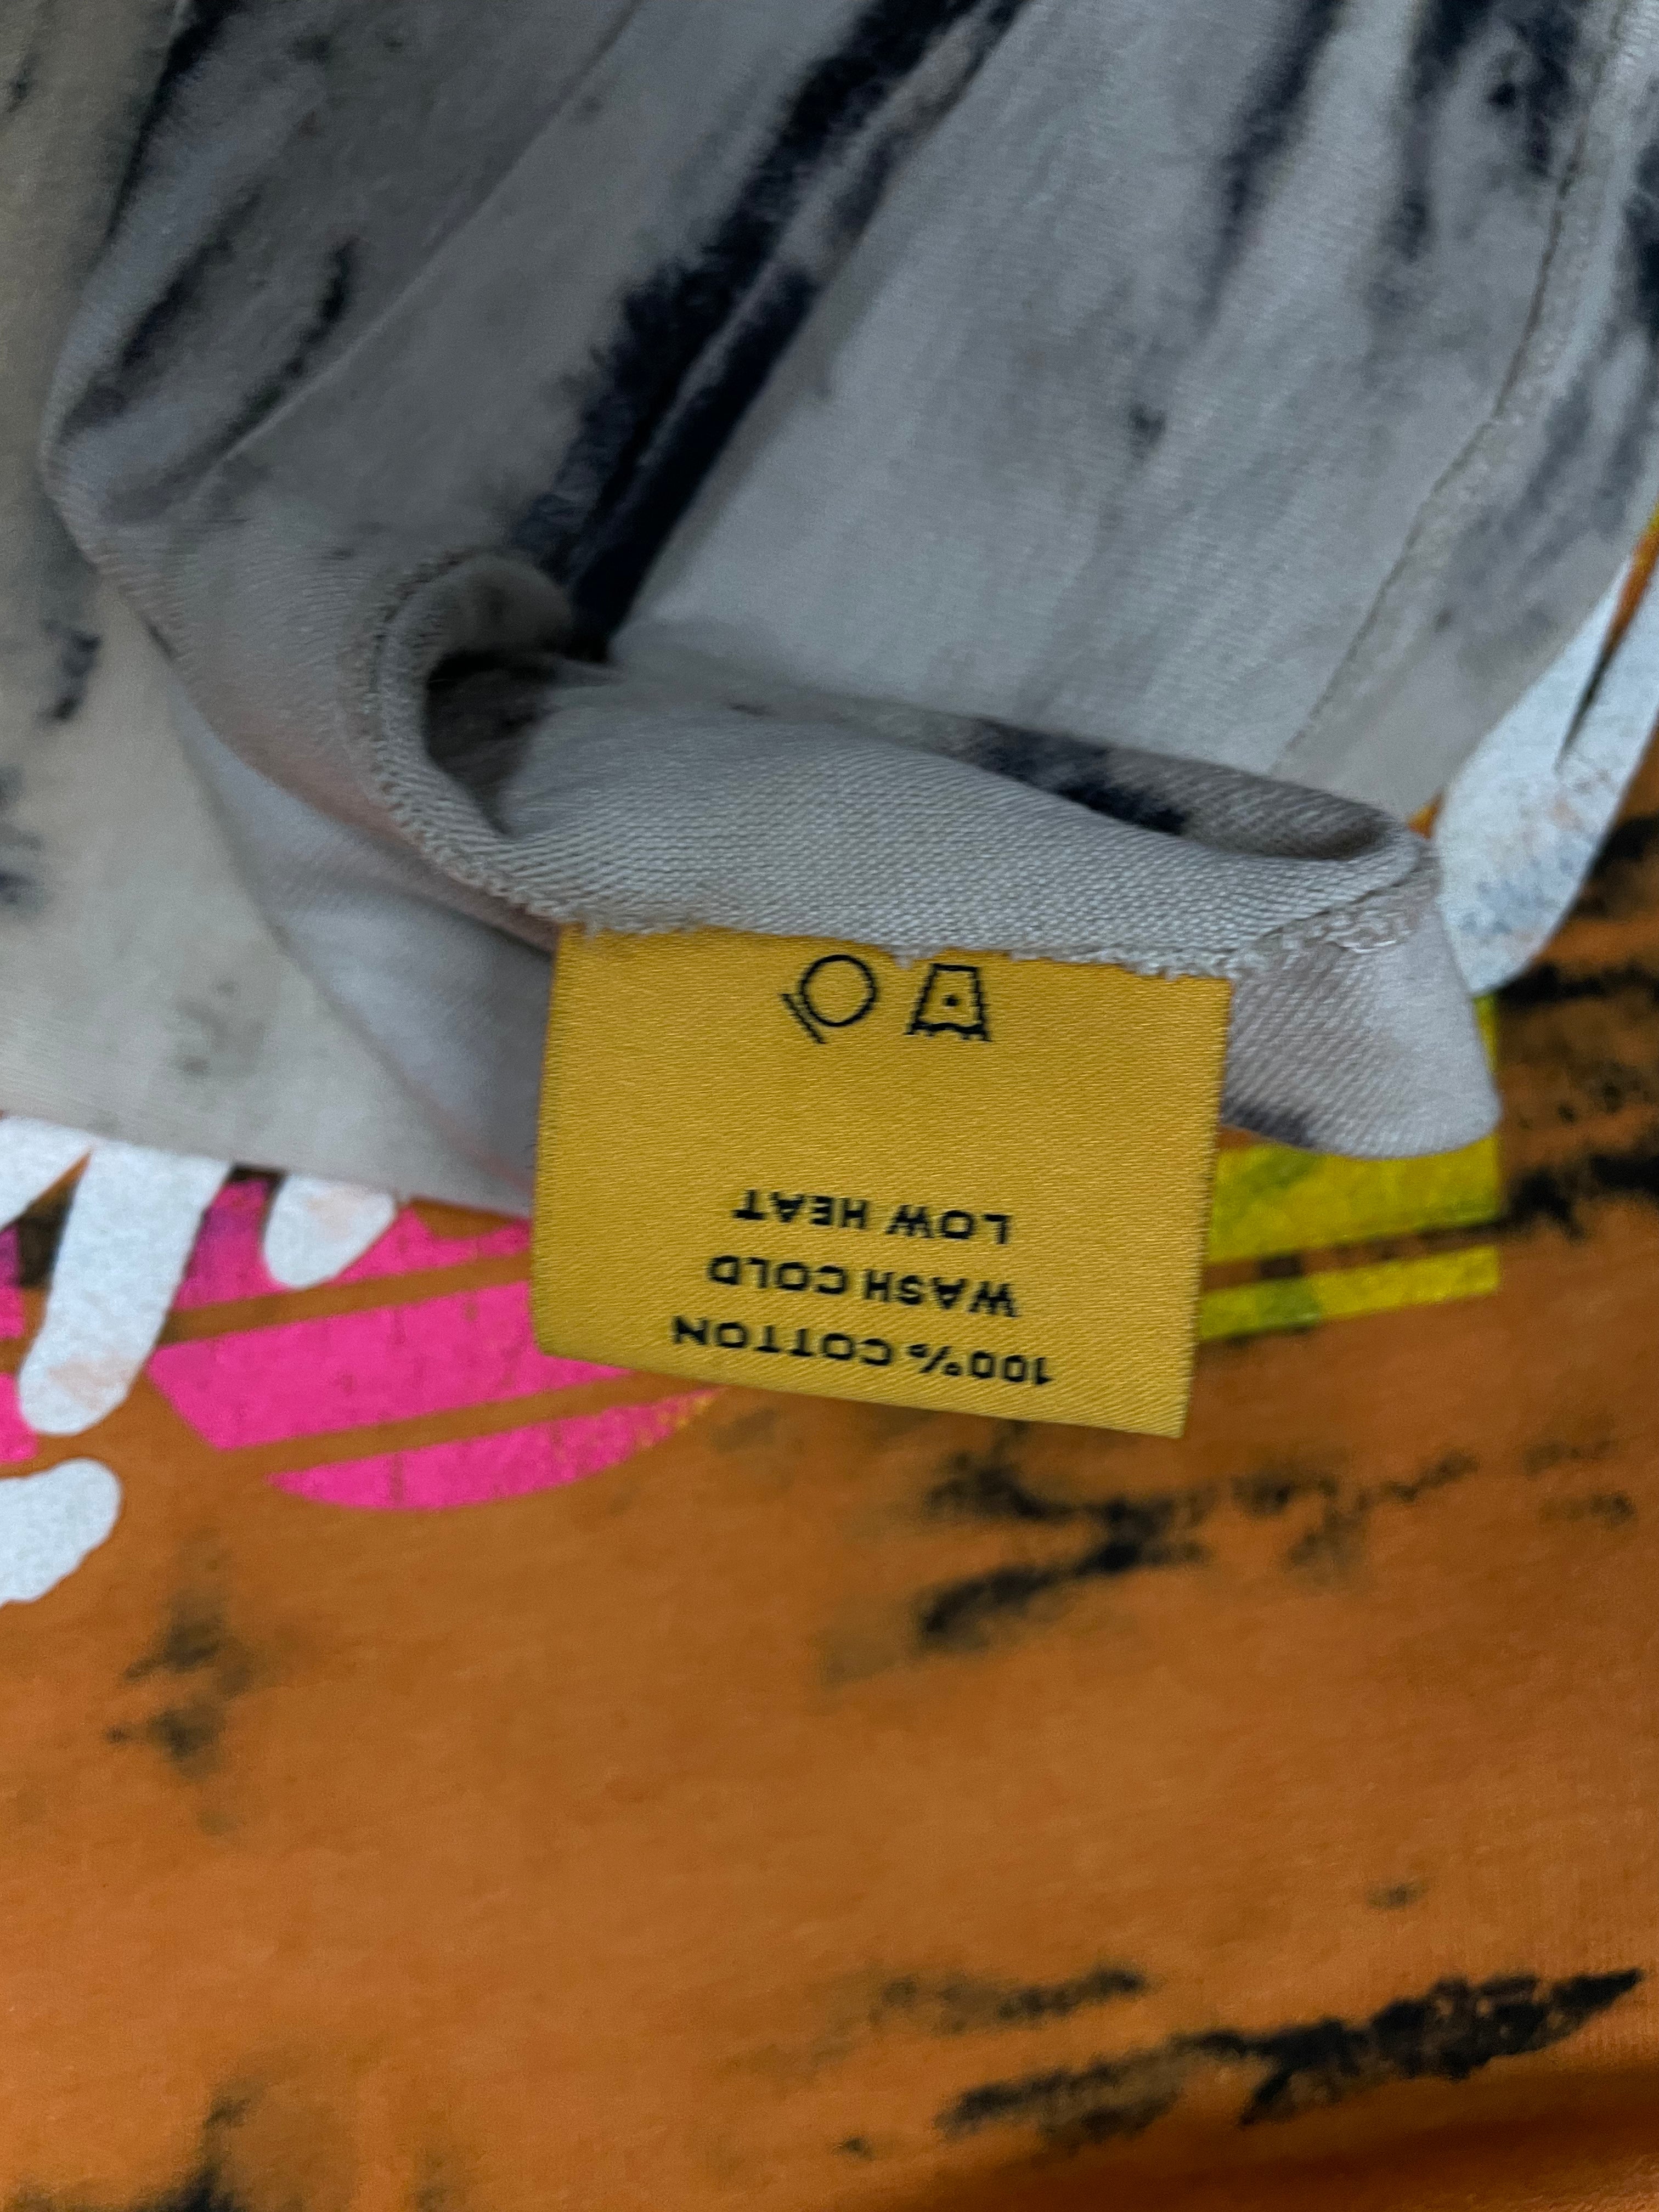 100% COTTON
WASH COLD
LOW HEAT